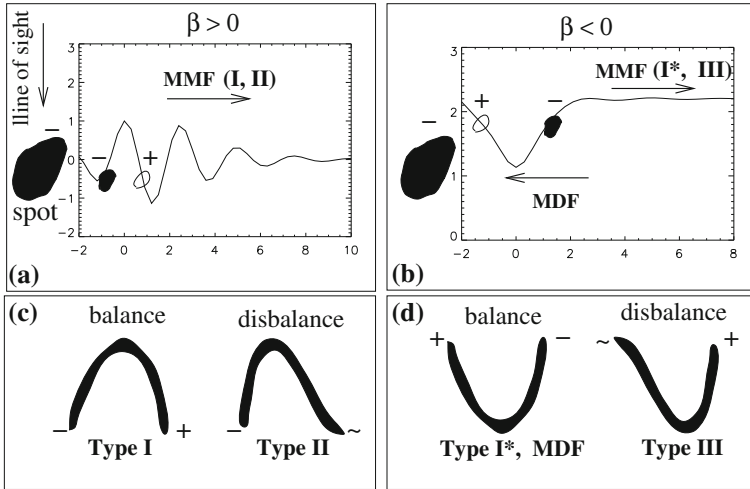 lline of sight
β > 0
MMF (I, II)
3
2
1
0
−1
−2
−2 0 2 4 6 8 10
−
−
+
spot
(a)
β < 0
MMF (I*, III)
3
2
1
0
−2 0 2 4 6 8
−
+
−
MDF
(b)
(c)
balance
disbalance
− + − ~
Type I
Type II
(d)
balance
disbalance
+ − ~ +
Type I*, MDF
Type III